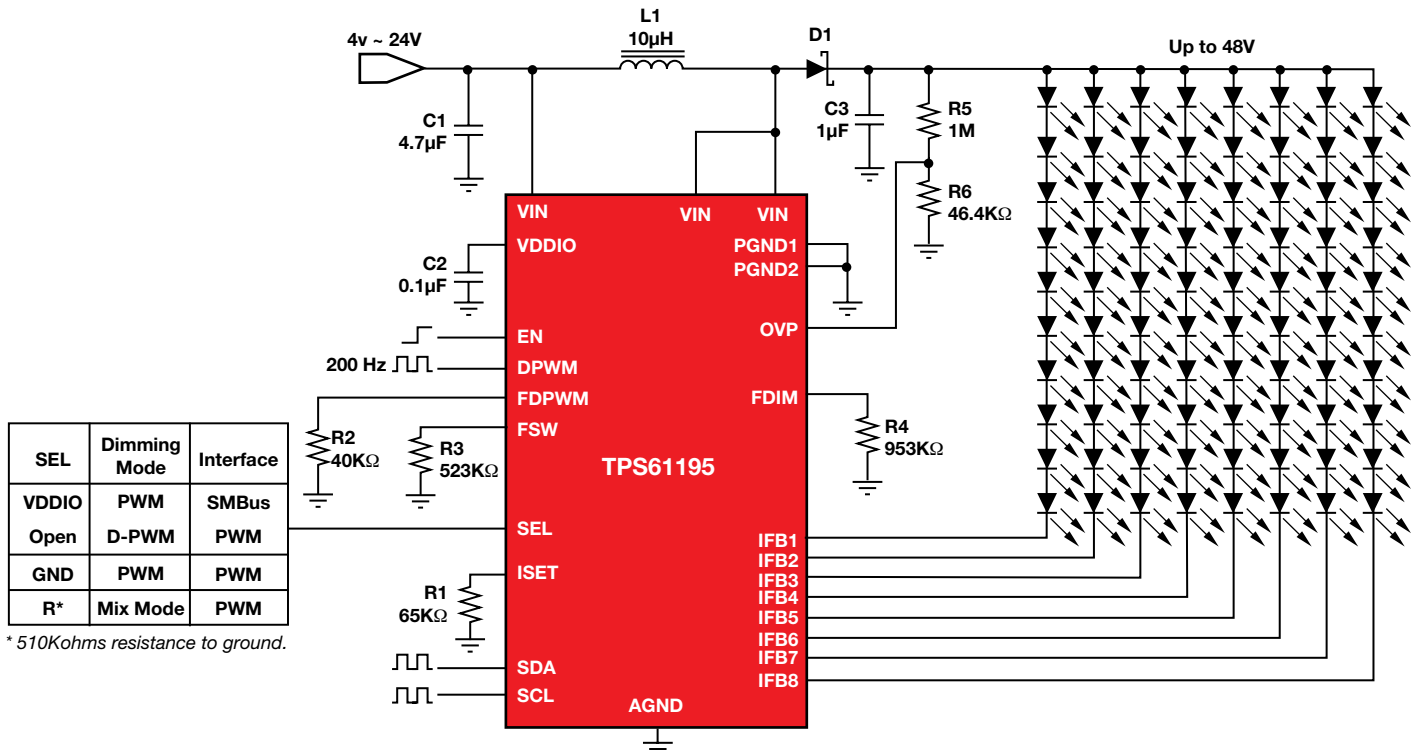 4v ~ 24V
L1
10µH
D1
Up to 48V
C1
4.7µF
C3
1µF
R5
1M
R6
46.4KΩ
VIN
VIN
VIN
VDDIO
PGND1
PGND2
C2
0.1µF
OVP
EN
200 Hz
DPWM
FDPWM
FDIM
FSW
R2
40KΩ
R3
523KΩ
R4
953KΩ
TPS61195
SEL
Dimming
Mode
Interface
VDDIO
PWM
SMBus
Open
D-PWM
PWM
GND
PWM
PWM
R*
Mix Mode
PWM
* 510Kohms resistance to ground.
SEL
ISET
R1
65KΩ
SDA
SCL
AGND
IFB1
IFB2
IFB3
IFB4
IFB5
IFB6
IFB7
IFB8